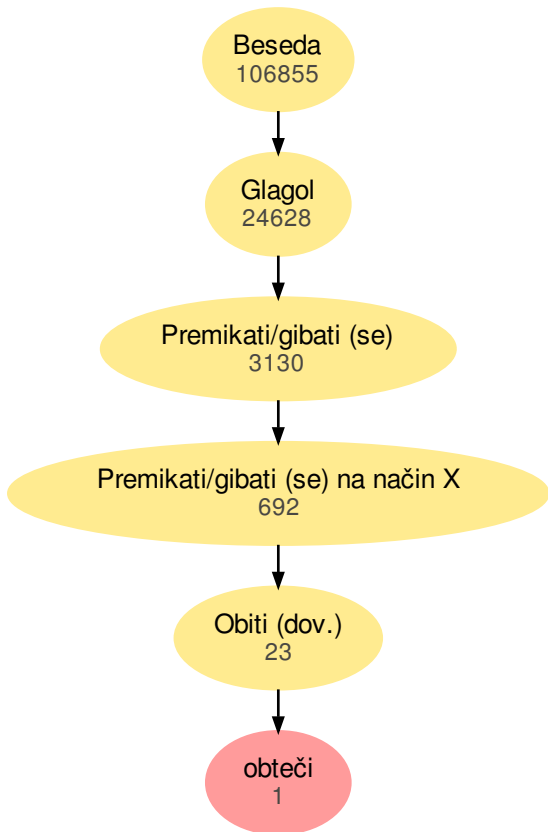 Beseda
106855
Glagol
24628
Premikati/gibati (se)
3130
Premikati/gibati (se) na način X
692
Obiti (dov.)
23
obteči
1